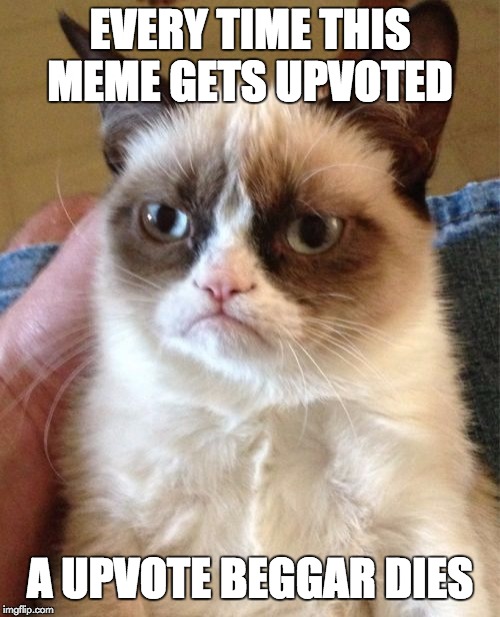 EVERY TIME THIS
MEME GETS UPVOTED
A UPVOTE BEGGAR DIES
imgflip.com